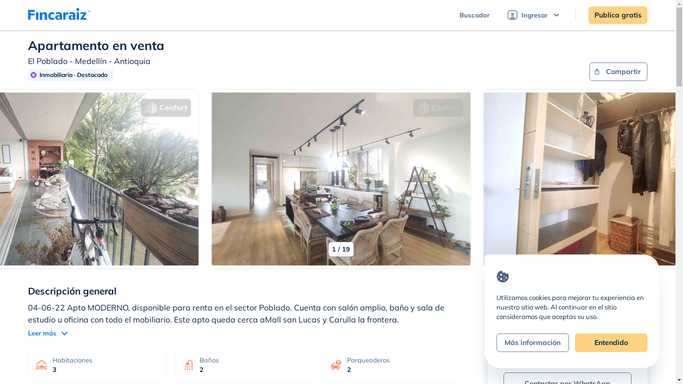 Fincaraiz
Buscador
Ingresar
Publica gratis
Apartamento en venta
El Poblado - Medellín - Antioquia
Inmobiliaria · Destacado
Compartir
Confort
1 / 19
Descripción general
04-06-22 Apto MODERNO, disponible para renta en el sector Poblado. Cuenta con salón amplio, baño y sala de
estudio u oficina con todo el mobiliario. Este apto queda cerca aMall san Lucas y Carulla la frontera.
Leer más
Habitaciones
3
Baños
2
Parqueaderos
2
Utilizamos cookies para mejorar tu experiencia en
nuestro sitio web. Al continuar en el sitio
consideramos que aceptas su uso.
Más información
Entendido
Contactar por WhatsApp